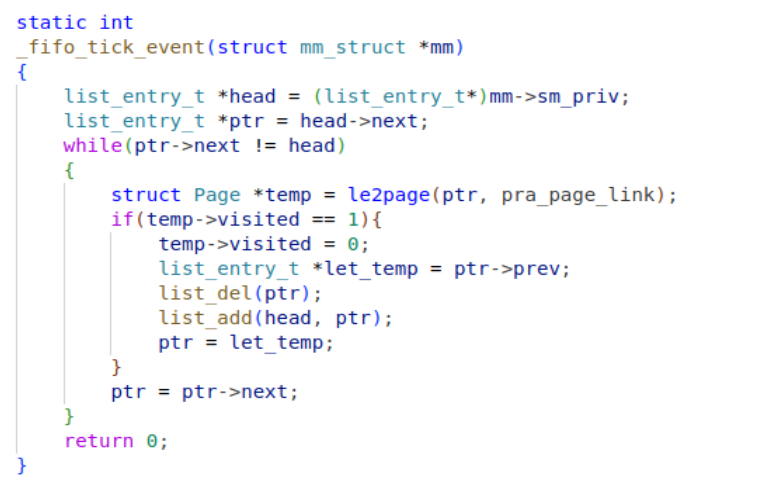 static int
_fifo_tick_event(struct mm_struct *mm)
{
    list_entry_t *head = (list_entry_t*)mm->sm_priv;
    list_entry_t *ptr = head->next;
    while(ptr->next != head)
    {
        struct Page *temp = le2page(ptr, pra_page_link);
        if(temp->visited == 1){
            temp->visited = 0;
            list_entry_t *let_temp = ptr->prev;
            list_del(ptr);
            list_add(head, ptr);
            ptr = let_temp;
        }
        ptr = ptr->next;
    }
    return 0;
}